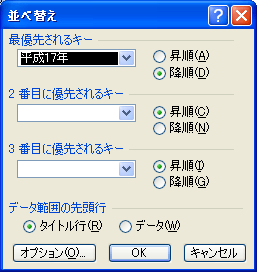 並べ替え
最優先されるキー
平成17年
昇順(A)
降順(D)
2 番目に優先されるキー
昇順(C)
降順(N)
3 番目に優先されるキー
昇順(I)
降順(G)
データ範囲の先頭行
タイトル行(R) データ(W)
オプション(O)... OK キャンセル